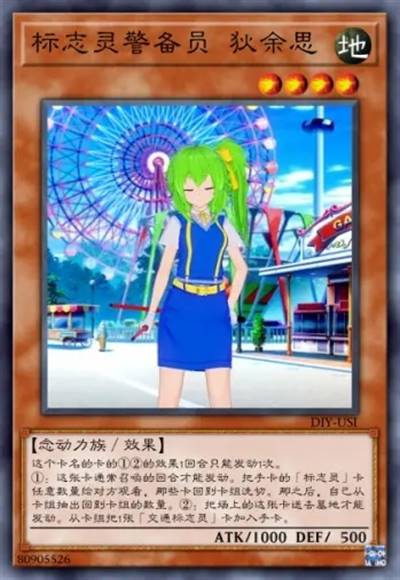 标志灵警备员 狄余思
地
GA
DIY-USI
【念动力族/效果】
这个卡名的卡的①②的效果1回合只能发动1次。
①:这张卡通常召唤的回合才能发动。把手卡的「标志灵」卡
任意数量给对方观看,那些卡回到卡组洗切。那之后,自己从
卡组抽出回到卡组的数量。②:把场上的这张卡送去墓地才能
发动。从卡组把1张「交通标志灵」卡加入手卡。
ATK/1000 DEF/ 500
80905526